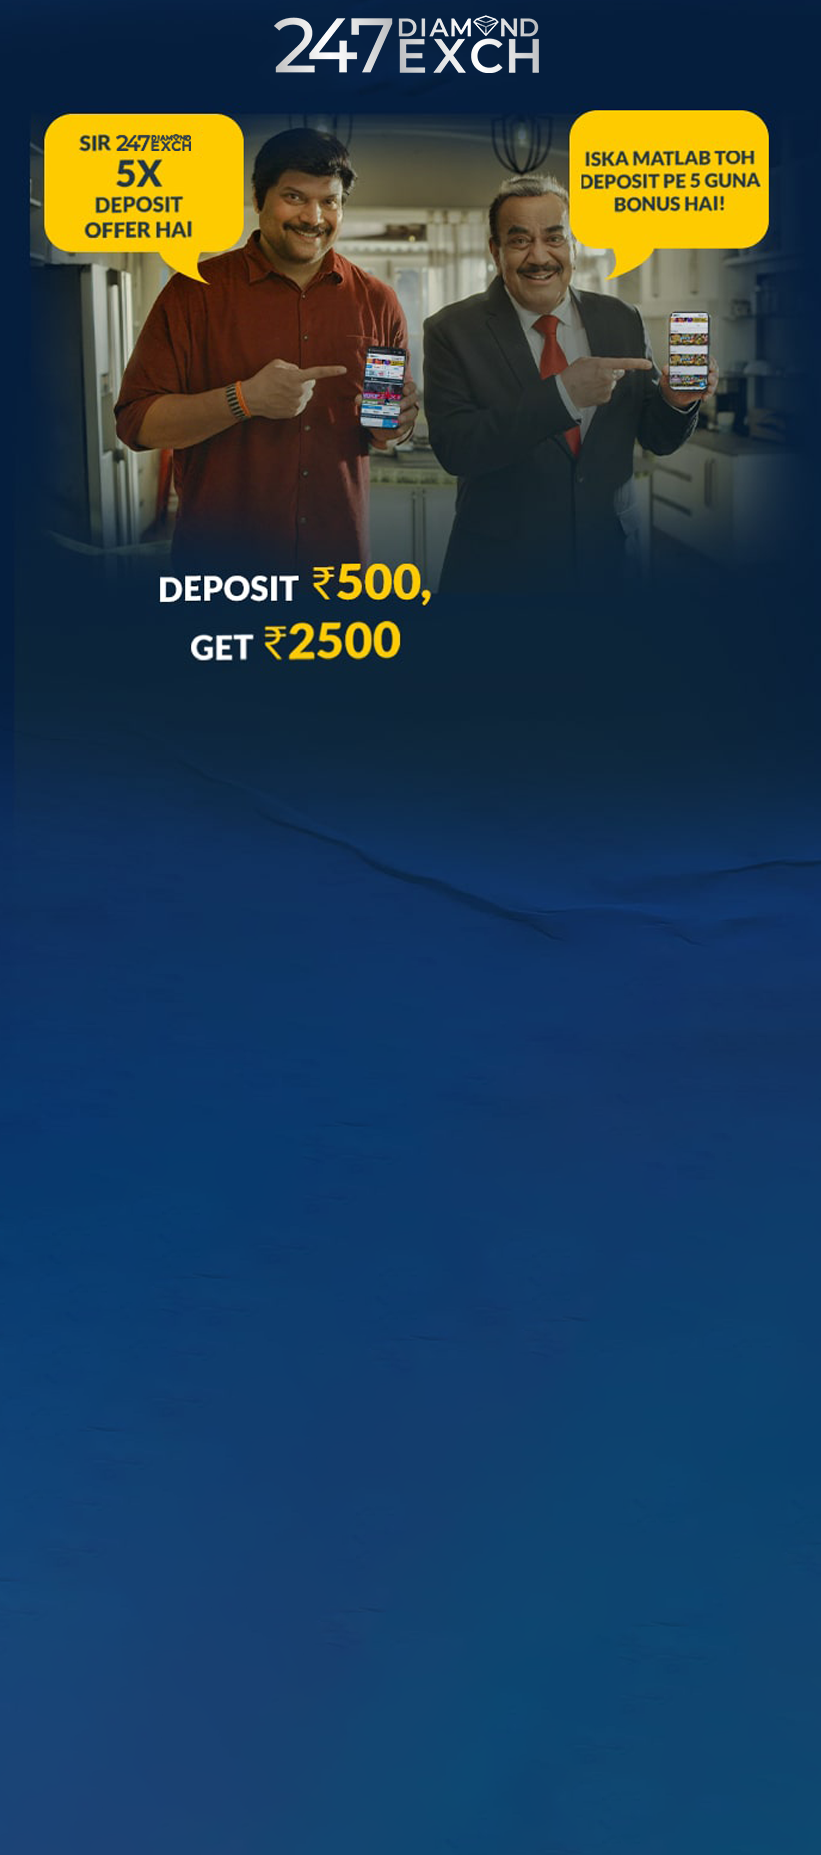 247 DIAMOND EXCH
SIR 247 DIAMOND EXCH
5X
DEPOSIT
OFFER HAI
ISKA MATLAB TOH
DEPOSIT PE 5 GUNA
BONUS HAI!
DEPOSIT ₹500,
GET ₹2500